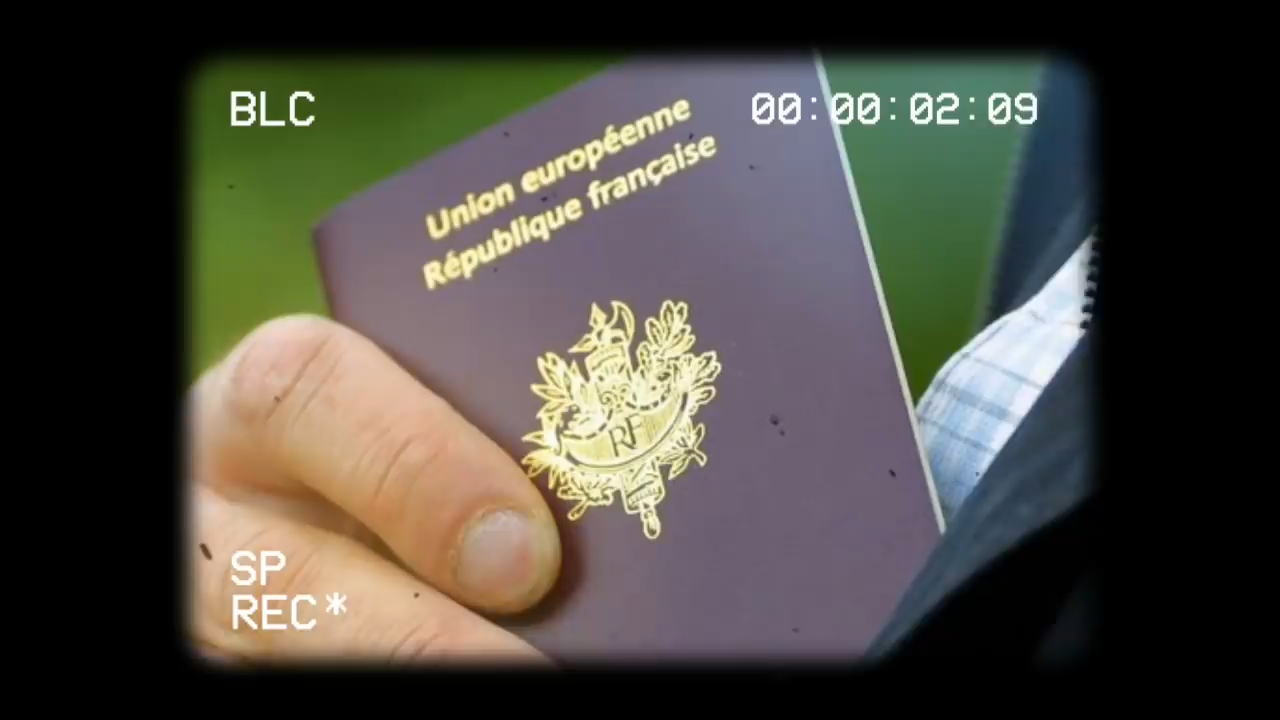 BLC
00:00:02:09
Union européenne
République française
RF
SP
REC*